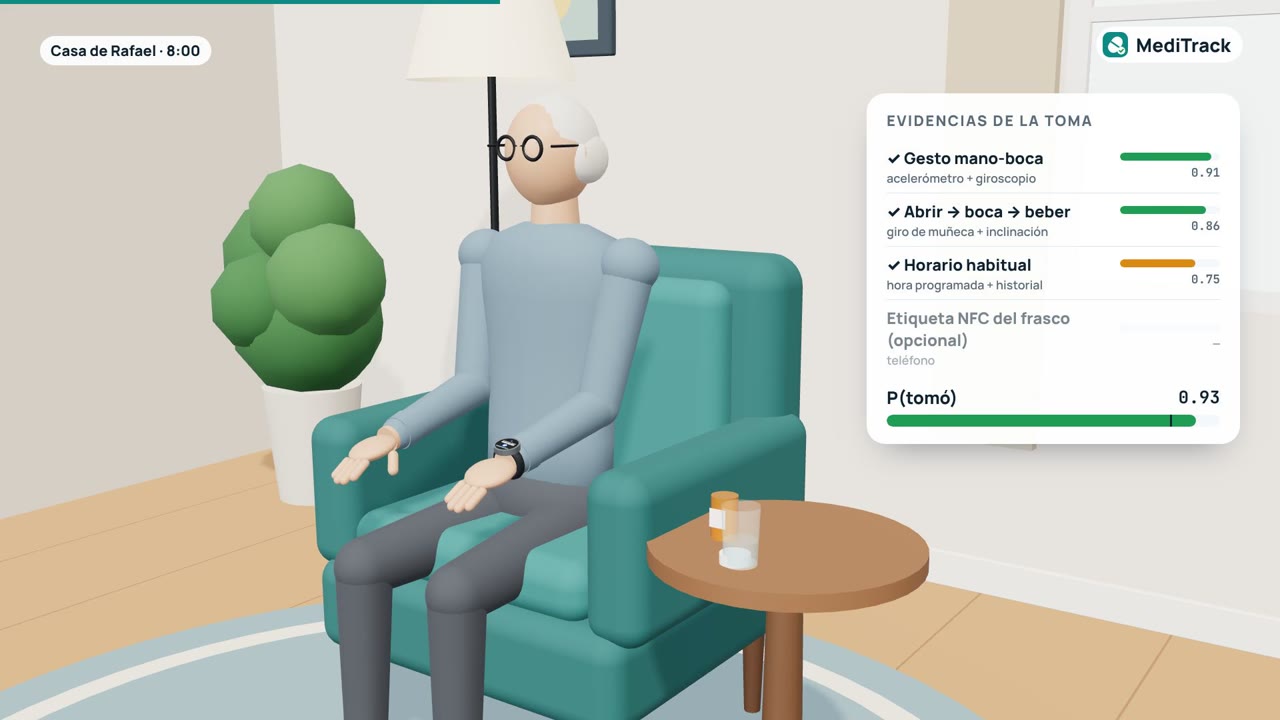 Casa de Rafael · 8:00
MediTrack
EVIDENCIAS DE LA TOMA
✓ Gesto mano-boca
acelerómetro + giroscopio
0.91
✓ Abrir → boca → beber
giro de muñeca + inclinación
0.86
✓ Horario habitual
hora programada + historial
0.75
Etiqueta NFC del frasco
(opcional)
teléfono
–
P(tomó) 0.93